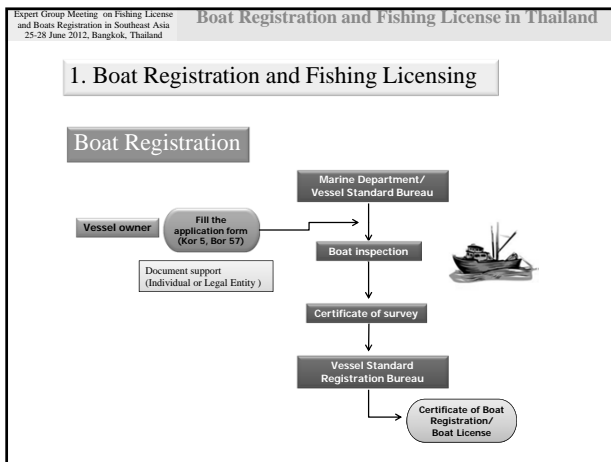 Expert Group Meeting on Fishing License
and Boats Registration in Southeast Asia
25-28 June 2012, Bangkok, Thailand
Boat Registration and Fishing License in Thailand
1. Boat Registration and Fishing Licensing
Boat Registration
Marine Department/
Vessel Standard Bureau
Vessel owner
Fill the
application form
(Kor 5, Bor 57)
Boat inspection
Document support
(Individual or Legal Entity )
Certificate of survey
Vessel Standard
Registration Bureau
Certificate of Boat
Registration/
Boat License